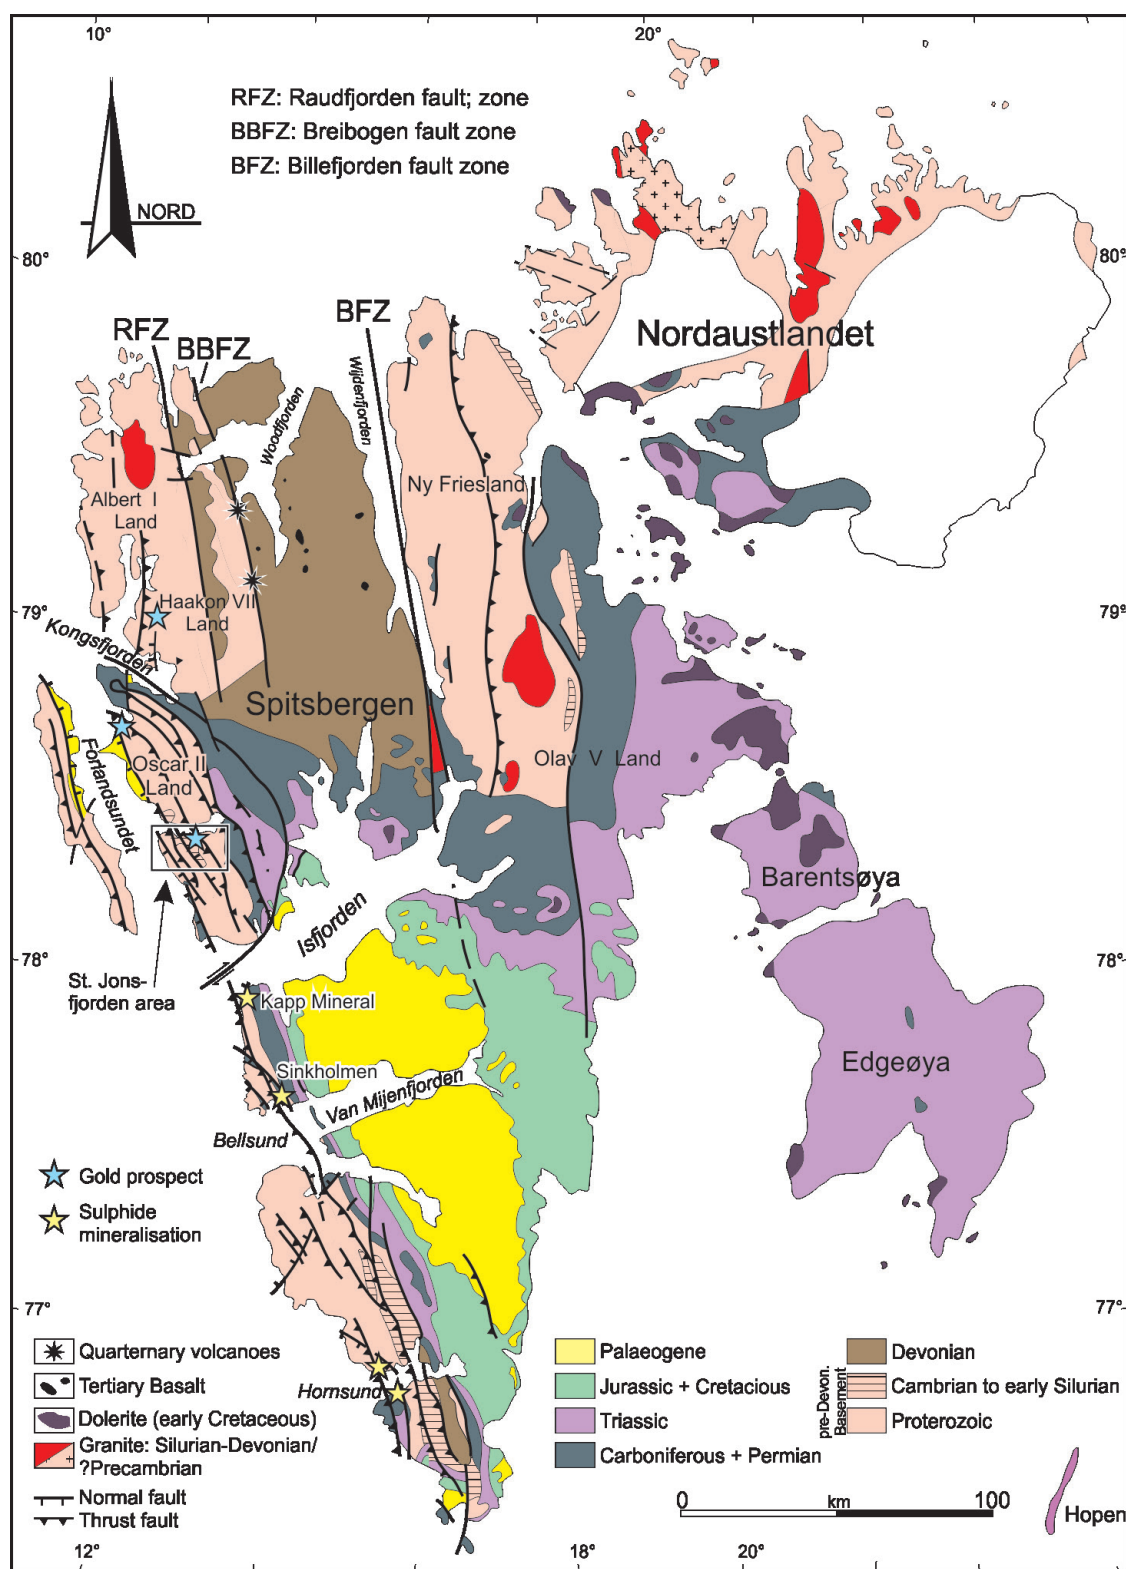 10°
20°
RFZ: Raudfjorden fault; zone
BBFZ: Breibogen fault zone
BFZ: Billefjorden fault zone
NORD
80°
80°
BFZ
RFZ
BBFZ
Nordaustlandet
Woodfjorden
Wijdenfjorden
Ny Friesland
Albert I
Land
79°
79°
Haakon VII
Land
Kongsfjorden
Spitsbergen
Oscar II
Land
Olav V Land
Forlandsundet
Barentsøya
Isfjorden
78°
78°
St. Jons-
fjorden area
Kapp Mineral
Edgeøya
Sinkholmen
Van Mijenfjorden
Bellsund
Gold prospect
Sulphide
mineralisation
77°
77°
Hornsund
Quarternary volcanoes
Tertiary Basalt
Dolerite (early Cretaceous)
Granite: Silurian-Devonian/
?Precambrian
Normal fault
Thrust fault
Palaeogene
Jurassic + Cretacious
Triassic
Carboniferous + Permian
pre-Devon.
Basement
Devonian
Cambrian to early Silurian
Proterozoic
0 km 100
Hopen
12°
18°
20°